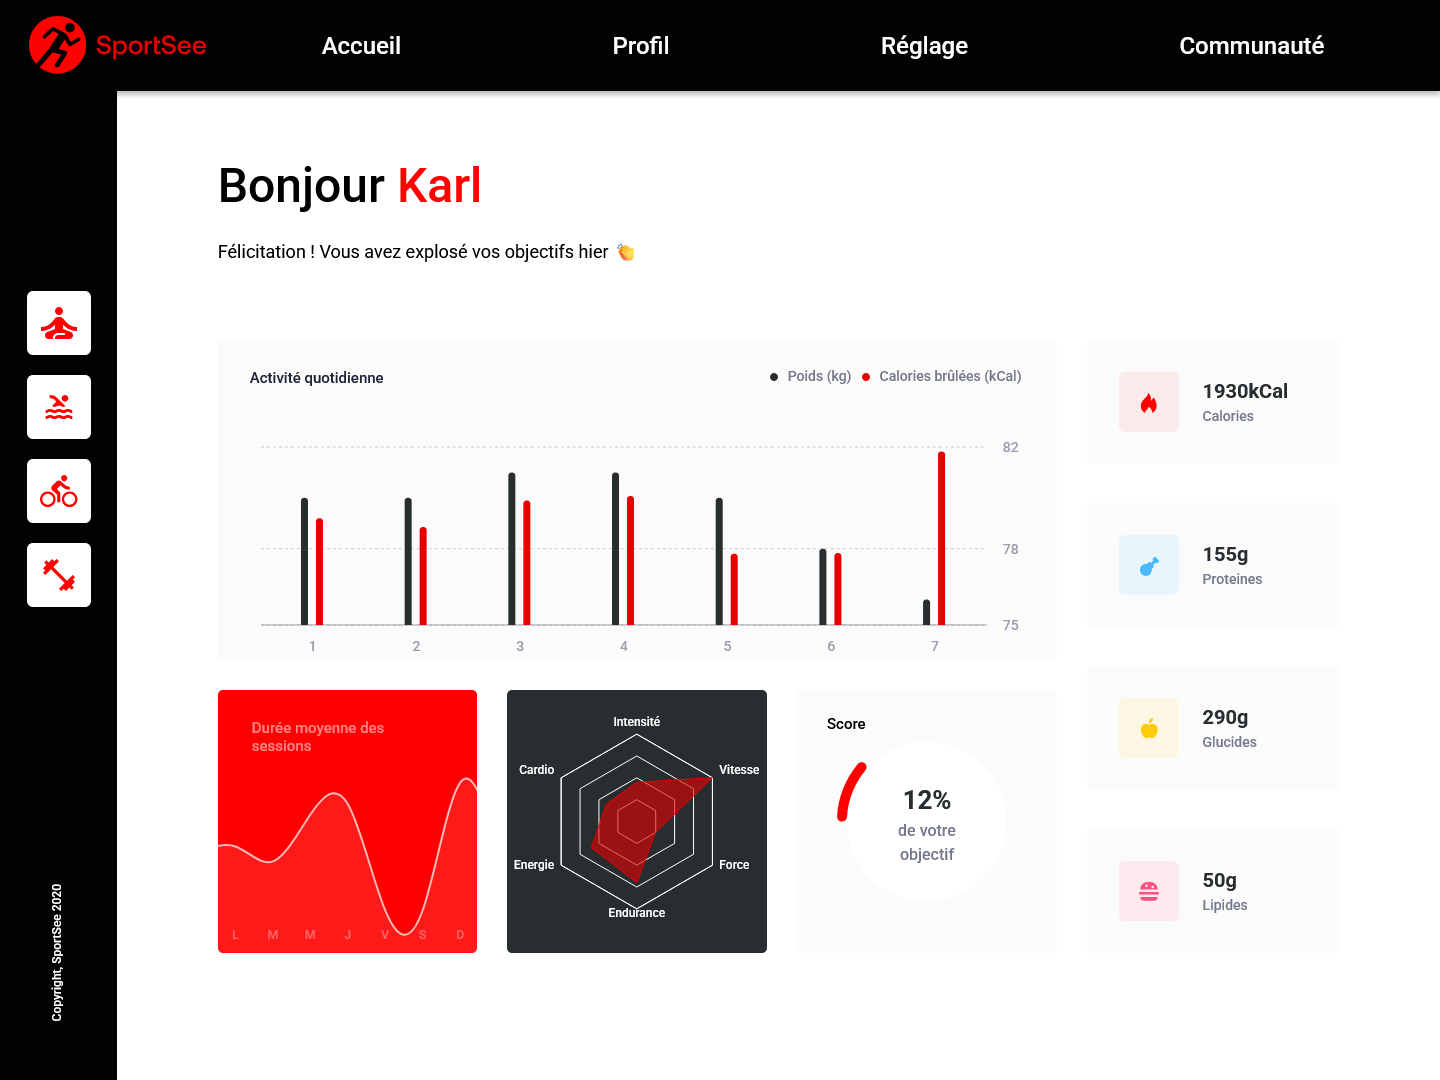 SportSee
Accueil
Profil
Réglage
Communauté
Bonjour Karl
Félicitation ! Vous avez explosé vos objectifs hier 👏
Activité quotidienne
Poids (kg)
Calories brûlées (kCal)
82
78
75
1 2 3 4 5 6 7
1930kCal
Calories
155g
Proteines
290g
Glucides
50g
Lipides
Durée moyenne des
sessions
L M M J V S D
Intensité
Vitesse
Force
Endurance
Energie
Cardio
Score
12%
de votre
objectif
Copyright, SportSee 2020